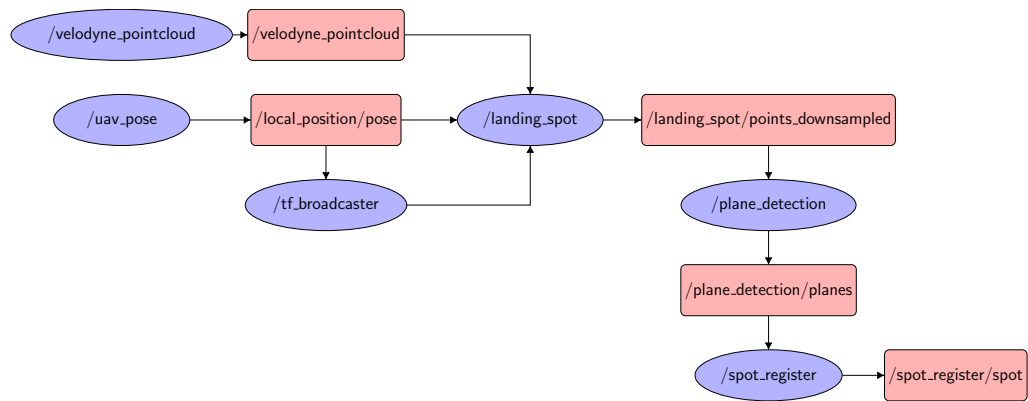 /velodyne_pointcloud
/velodyne_pointcloud
/uav_pose
/local_position/pose
/landing_spot
/landing_spot/points_downsampled
/tf_broadcaster
/plane_detection
/plane_detection/planes
/spot_register
/spot_register/spot